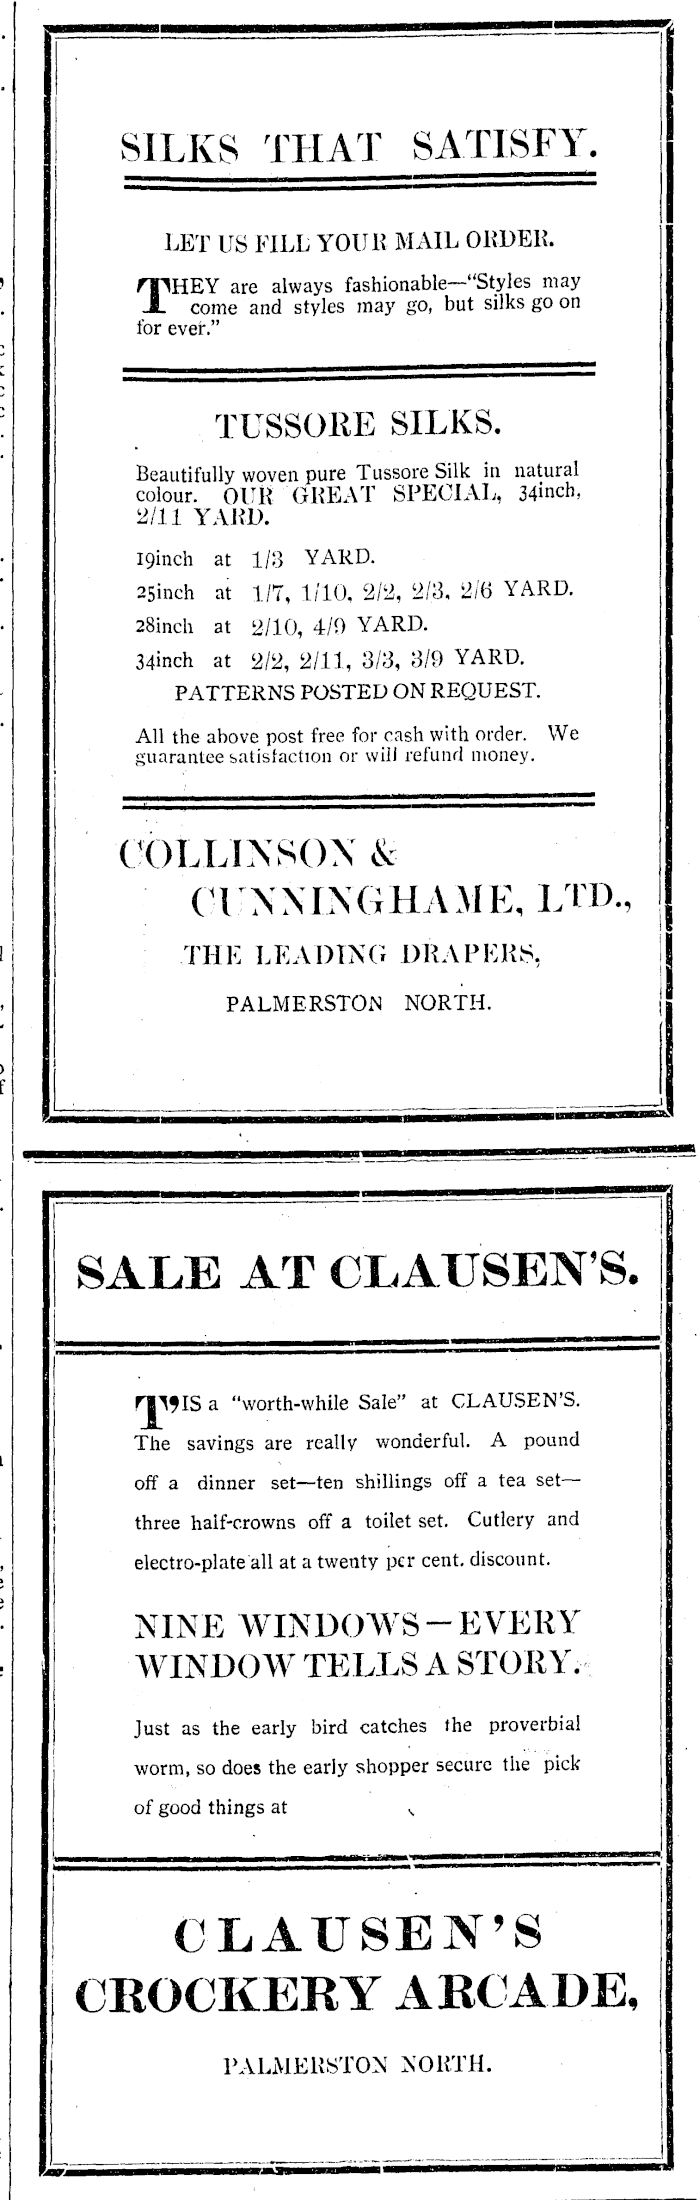 SILKS THAT SATISFY.
LET US FILL YOUR MAIL ORDER.
THEY are always fashionable—"Styles may
come and styles may go, but silks go on
for ever."
TUSSORE SILKS.
Beautifully woven pure Tussore Silk in natural
colour. OUR GREAT SPECIAL, 34inch,
2/11 YARD.
19inch at 1/3 YARD.
25inch at 1/7, 1/10, 2/2, 2/3, 2/6 YARD.
28inch at 2/10, 4/9 YARD.
34inch at 2/2, 2/11, 3/3, 3/9 YARD.
PATTERNS POSTED ON REQUEST.
All the above post free for cash with order. We
guarantee satisfaction or will refund money.
COLLINSON &
CUNNINGHAME, LTD.,
THE LEADING DRAPERS,
PALMERSTON NORTH.
SALE AT CLAUSEN'S.
T'IS a "worth-while Sale" at CLAUSEN'S.
The savings are really wonderful. A pound
off a dinner set—ten shillings off a tea set—
three half-crowns off a toilet set. Cutlery and
electro-plate all at a twenty per cent. discount.
NINE WINDOWS—EVERY
WINDOW TELLS A STORY.
Just as the early bird catches the proverbial
worm, so does the early shopper secure the pick
of good things at
CLAUSEN'S
CROCKERY ARCADE,
PALMERSTON NORTH.